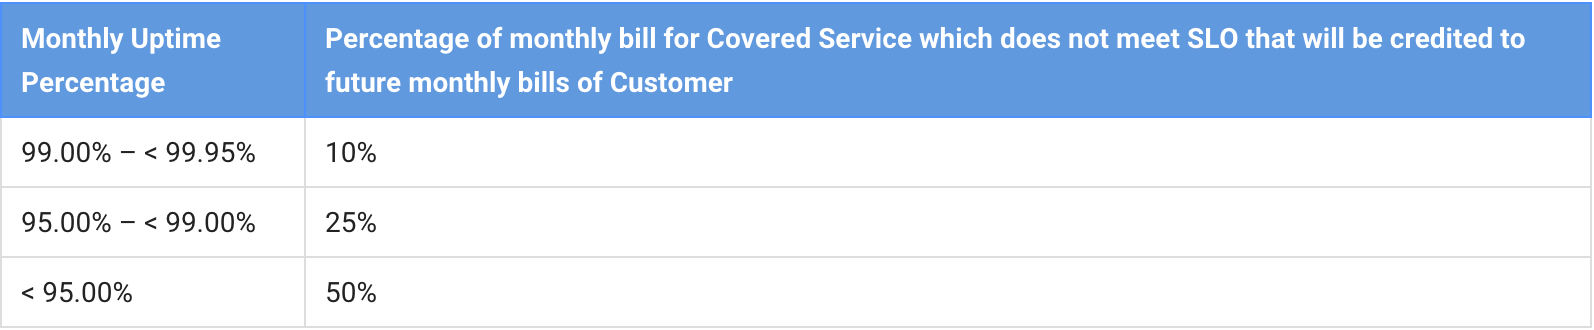 Monthly Uptime
Percentage
Percentage of monthly bill for Covered Service which does not meet SLO that will be credited to
future monthly bills of Customer
99.00% – < 99.95%
10%
95.00% – < 99.00%
25%
< 95.00%
50%